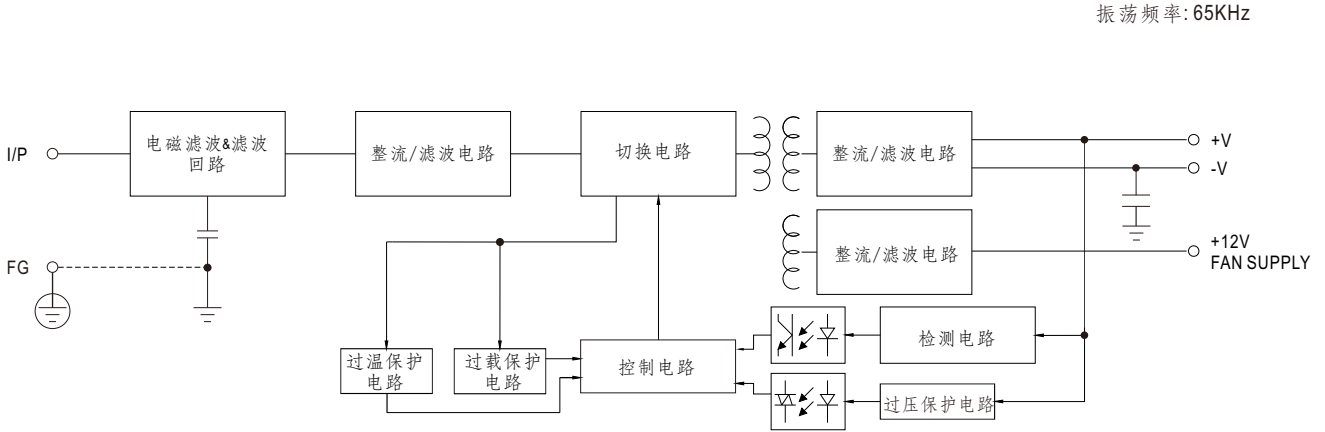 振荡频率: 65KHz
I/P
电磁滤波&滤波
回路
整流/滤波电路
切换电路
整流/滤波电路
+V
-V
整流/滤波电路
+12V
FAN SUPPLY
FG
过温保护
电路
过载保护
电路
控制电路
检测电路
过压保护电路